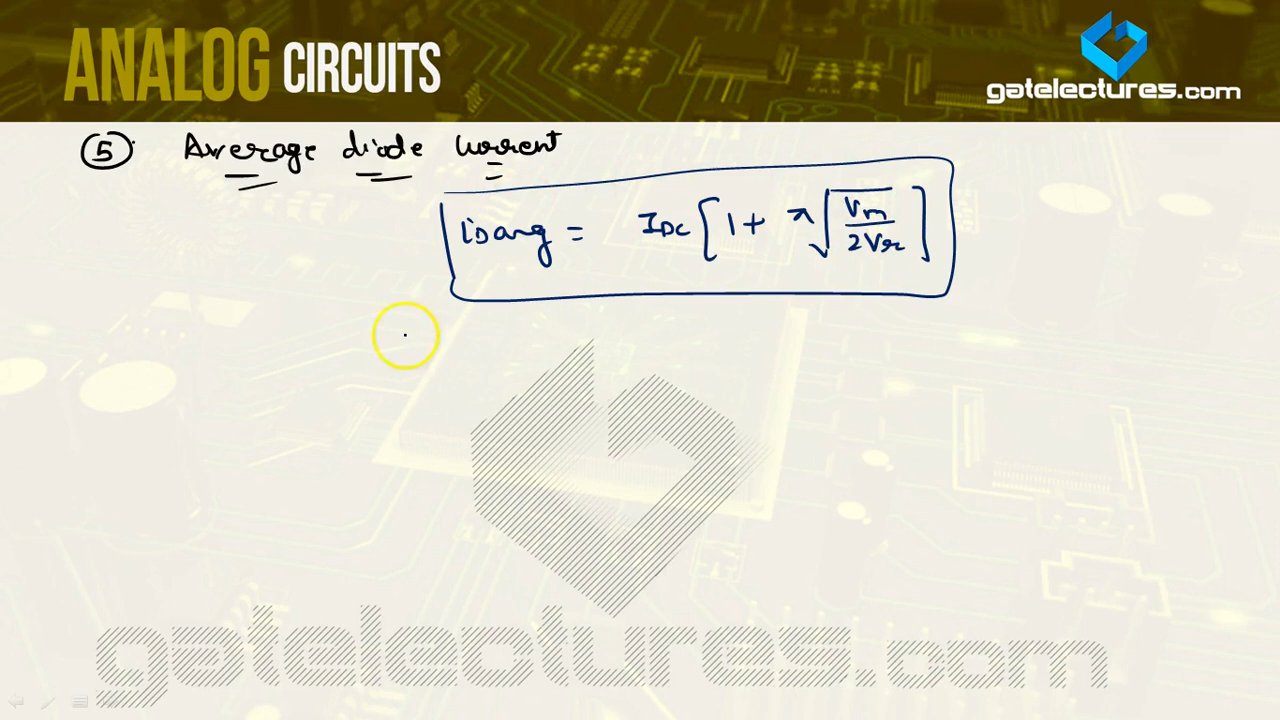 ANALOG CIRCUITS
gatelectures.com
5 Average diode current
iDavg = IDC [ 1 + π √(Vm / 2Vr) ]
gatelectures.com